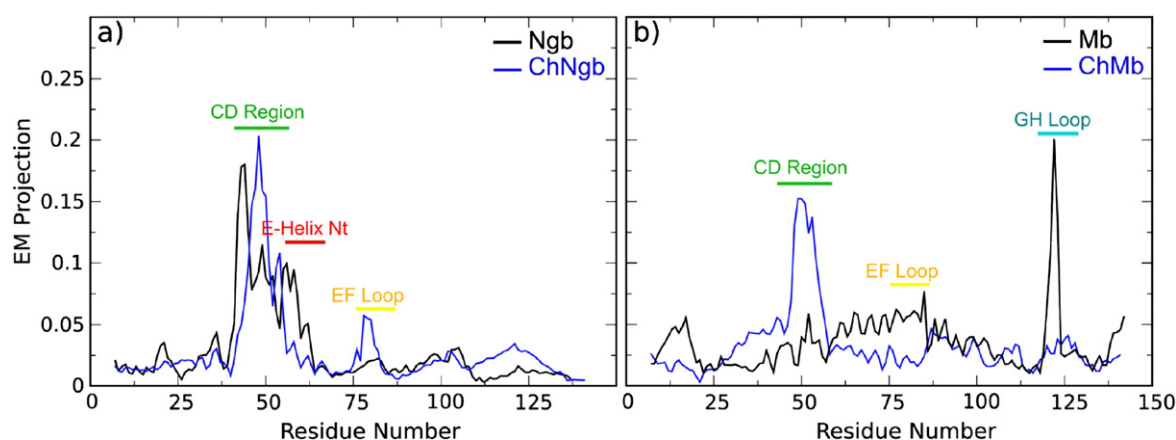 a)
Ngb
ChNgb
CD Region
E-Helix Nt
EF Loop
EM Projection
0.25
0.2
0.15
0.1
0.05
0
0 25 50 75 100 125
Residue Number
b)
Mb
ChMb
GH Loop
CD Region
EF Loop
0 25 50 75 100 125 150
Residue Number